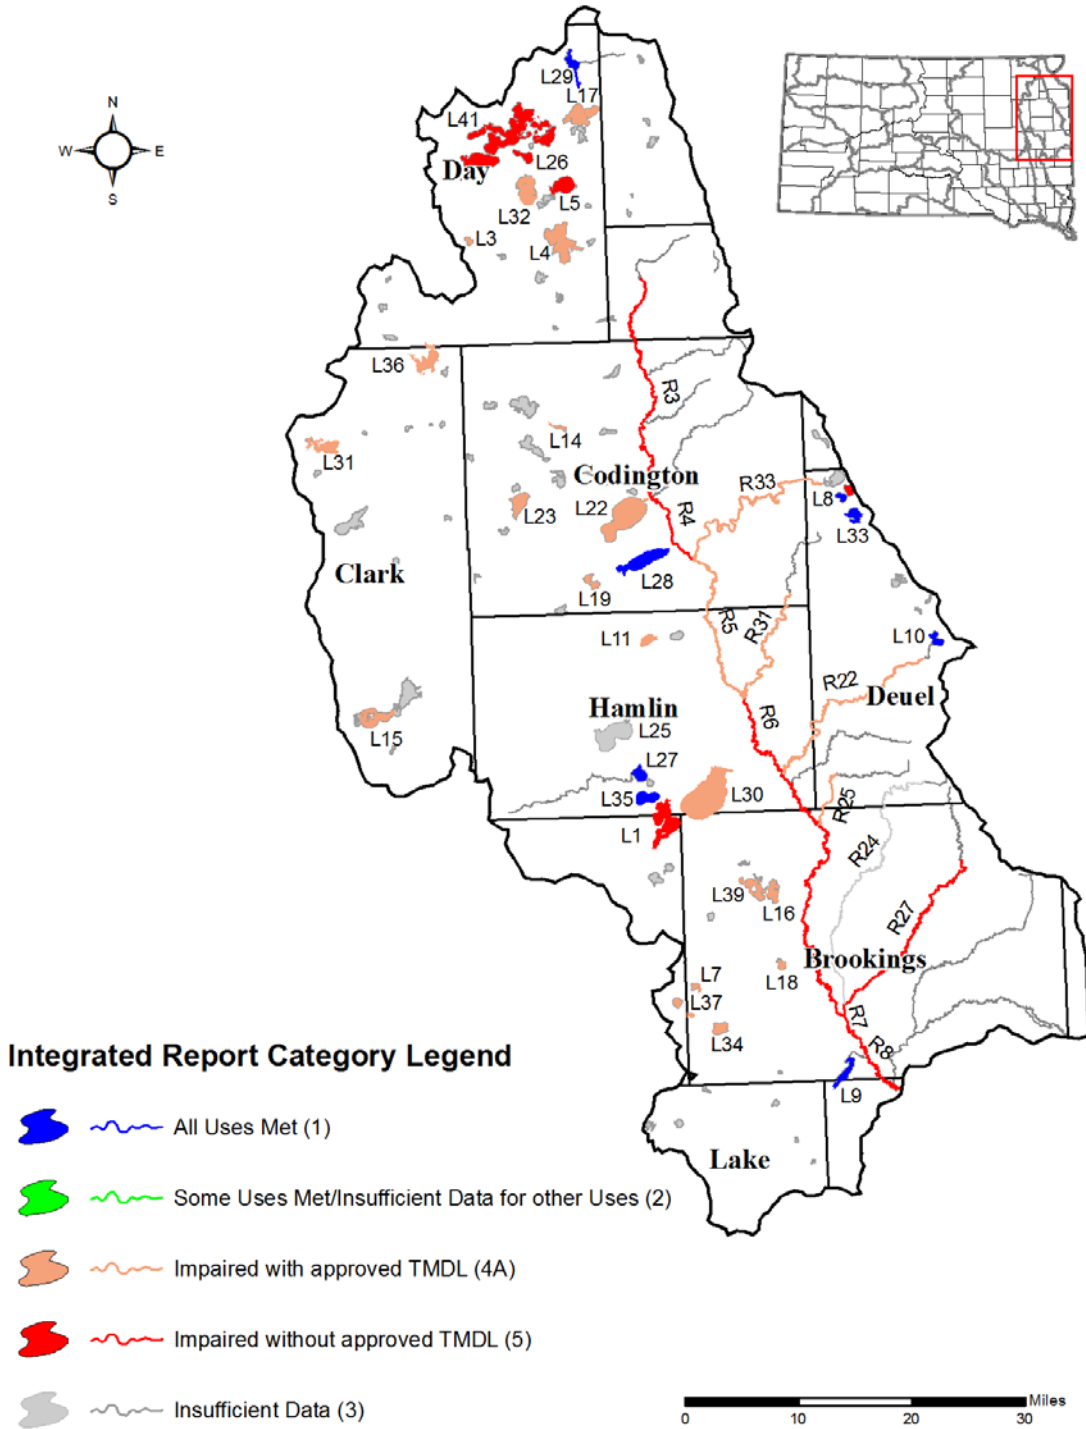 N
W E
S
L29
L17
L41
L26
Day
L5
L32
L3
L4
L36
R3
L14
L31
Codington
R33
L8
L23
L22
R4
L33
Clark
L28
L19
R5
R31
L11
L10
R22
Deuel
Hamlin
R6
L25
L15
L27
L35
L30
R25
L1
R24
L39
L16
R27
Brookings
L18
L7
L37
R7
L34
R8
L9
Lake
Integrated Report Category Legend
All Uses Met (1)
Some Uses Met/Insufficient Data for other Uses (2)
Impaired with approved TMDL (4A)
Impaired without approved TMDL (5)
Insufficient Data (3)
Miles
0 10 20 30